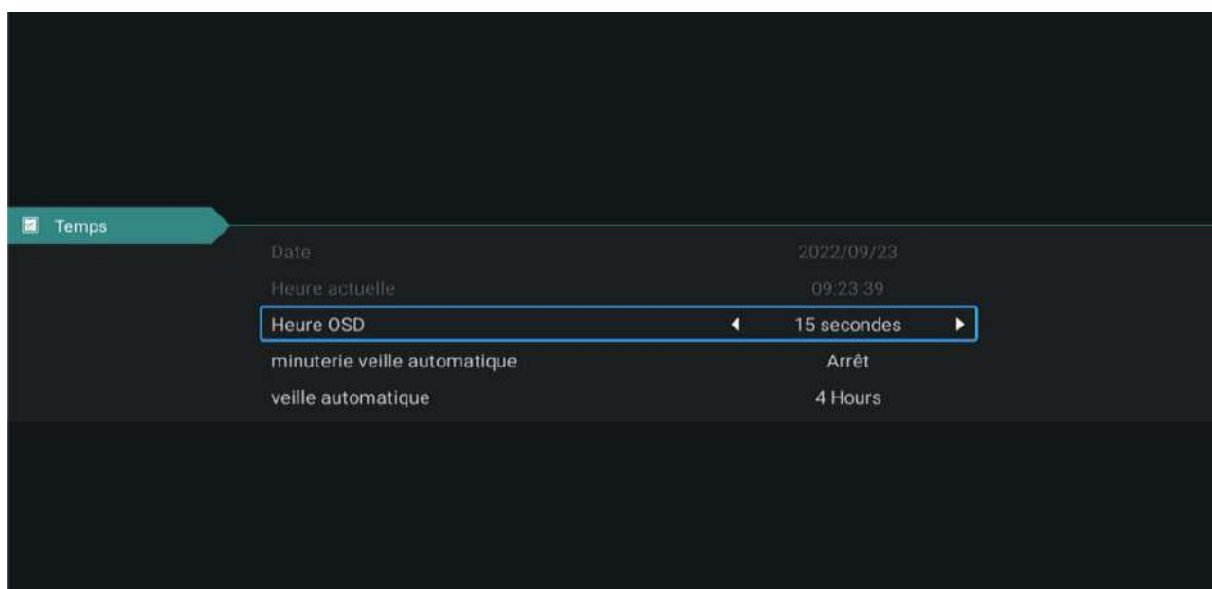 Temps
Date 2022/09/23
Heure actuelle 09:23:39
Heure OSD 15 secondes
minuterie veille automatique Arrêt
veille automatique 4 Hours